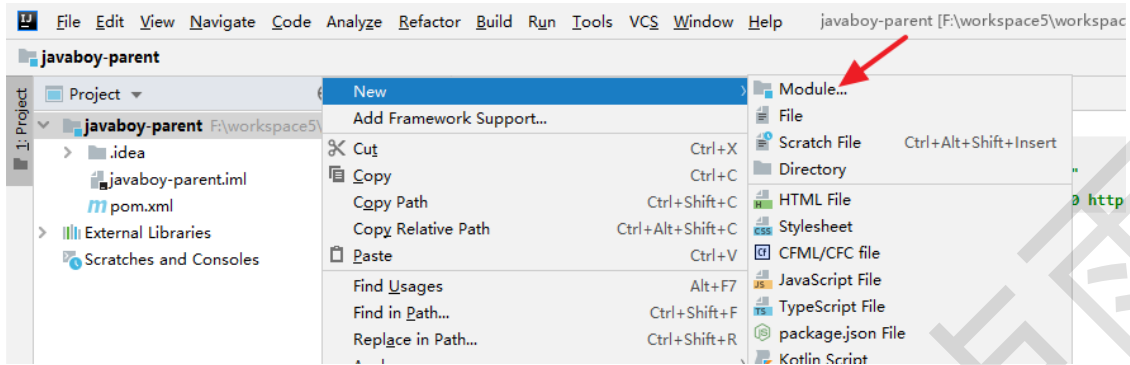 File Edit View Navigate Code Analyze Refactor Build Run Tools VCS Window Help javaboy-parent [F:\workspace5\workspac
javaboy-parent
1: Project
Project
javaboy-parent F:\workspace5\
.idea
javaboy-parent.iml
pom.xml
External Libraries
Scratches and Consoles
New
Add Framework Support...
Cut Ctrl+X
Copy Ctrl+C
Copy Path Ctrl+Shift+C
Copy Relative Path Ctrl+Alt+Shift+C
Paste Ctrl+V
Find Usages Alt+F7
Find in Path... Ctrl+Shift+F
Replace in Path... Ctrl+Shift+R
Module...
File
Scratch File Ctrl+Alt+Shift+Insert
Directory
HTML File
Stylesheet
CFML/CFC file
JavaScript File
TypeScript File
package.json File
Kotlin Script
"
0 http